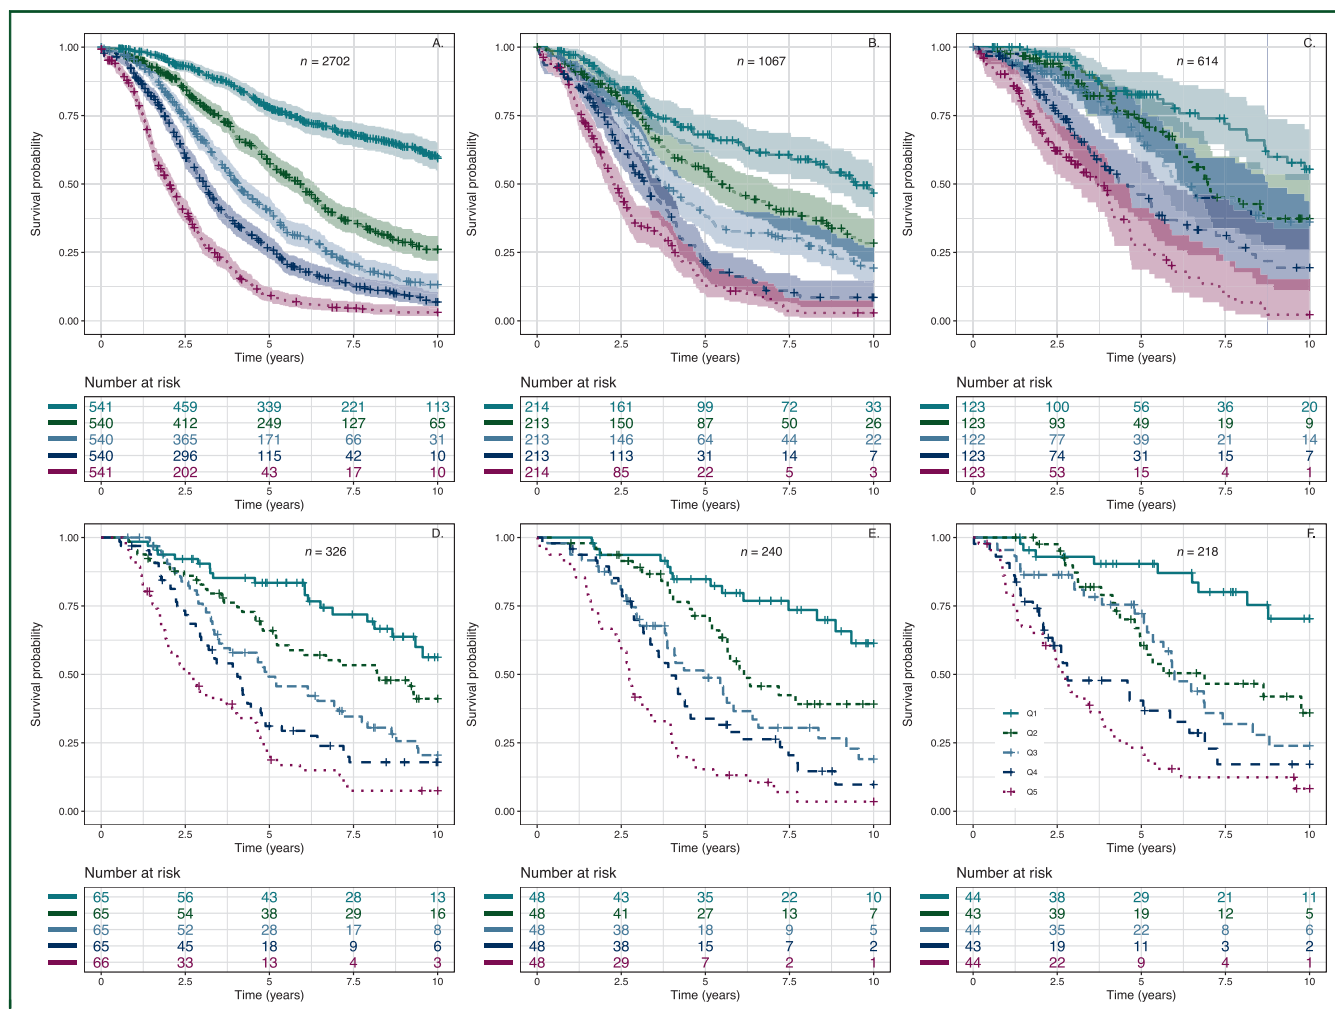 A.
n = 2702
1.00
0.75
0.50
0.25
0.00
Survival probability
0 2.5 5 7.5 10
Time (years)
Number at risk
541 459 339 221 113
540 412 249 127 65
540 365 171 66 31
540 296 115 42 10
541 202 43 17 10
0 2.5 5 7.5 10
Time (years)
B.
n = 1067
1.00
0.75
0.50
0.25
0.00
Survival probability
0 2.5 5 7.5 10
Time (years)
Number at risk
214 161 99 72 33
213 150 87 50 26
213 146 64 44 22
213 113 31 14 7
214 85 22 5 3
0 2.5 5 7.5 10
Time (years)
C.
n = 614
1.00
0.75
0.50
0.25
0.00
Survival probability
0 2.5 5 7.5 10
Time (years)
Number at risk
123 100 56 36 20
123 93 49 19 9
122 77 39 21 14
123 74 31 15 7
123 53 15 4 1
0 2.5 5 7.5 10
Time (years)
D.
n = 326
1.00
0.75
0.50
0.25
0.00
Survival probability
0 2.5 5 7.5 10
Time (years)
Number at risk
65 56 43 28 13
65 54 38 29 16
65 52 28 17 8
65 45 18 9 6
66 33 13 4 3
0 2.5 5 7.5 10
Time (years)
E.
n = 240
1.00
0.75
0.50
0.25
0.00
Survival probability
0 2.5 5 7.5 10
Time (years)
Number at risk
48 43 35 22 10
48 41 27 13 7
48 38 18 9 5
48 38 15 7 2
48 29 7 2 1
0 2.5 5 7.5 10
Time (years)
F.
n = 218
1.00
0.75
0.50
0.25
0.00
Survival probability
Q1
Q2
Q3
Q4
Q5
0 2.5 5 7.5 10
Time (years)
Number at risk
44 38 29 21 11
43 39 19 12 5
44 35 22 8 6
43 19 11 3 2
44 22 9 4 1
0 2.5 5 7.5 10
Time (years)